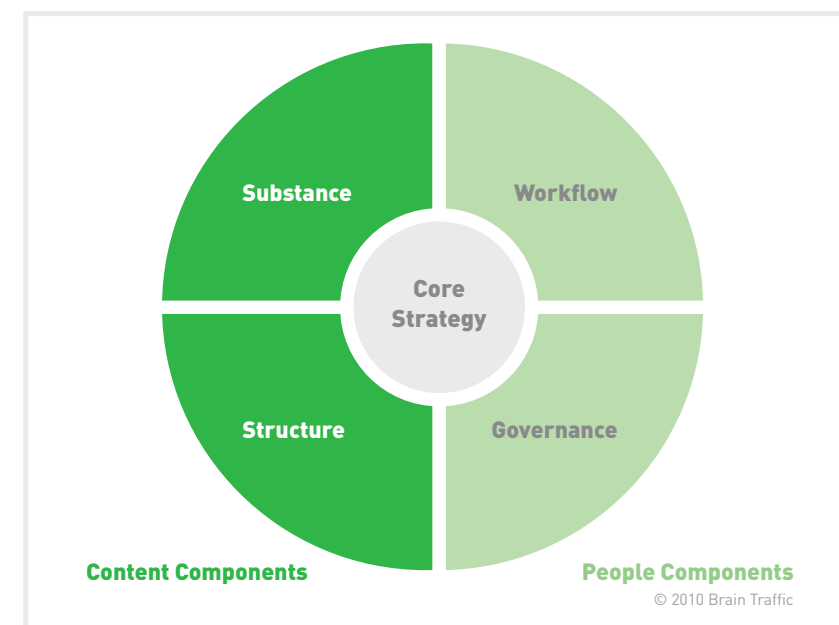 Substance
Workflow
Core
Strategy
Structure
Governance
Content Components
People Components
© 2010 Brain Traffic